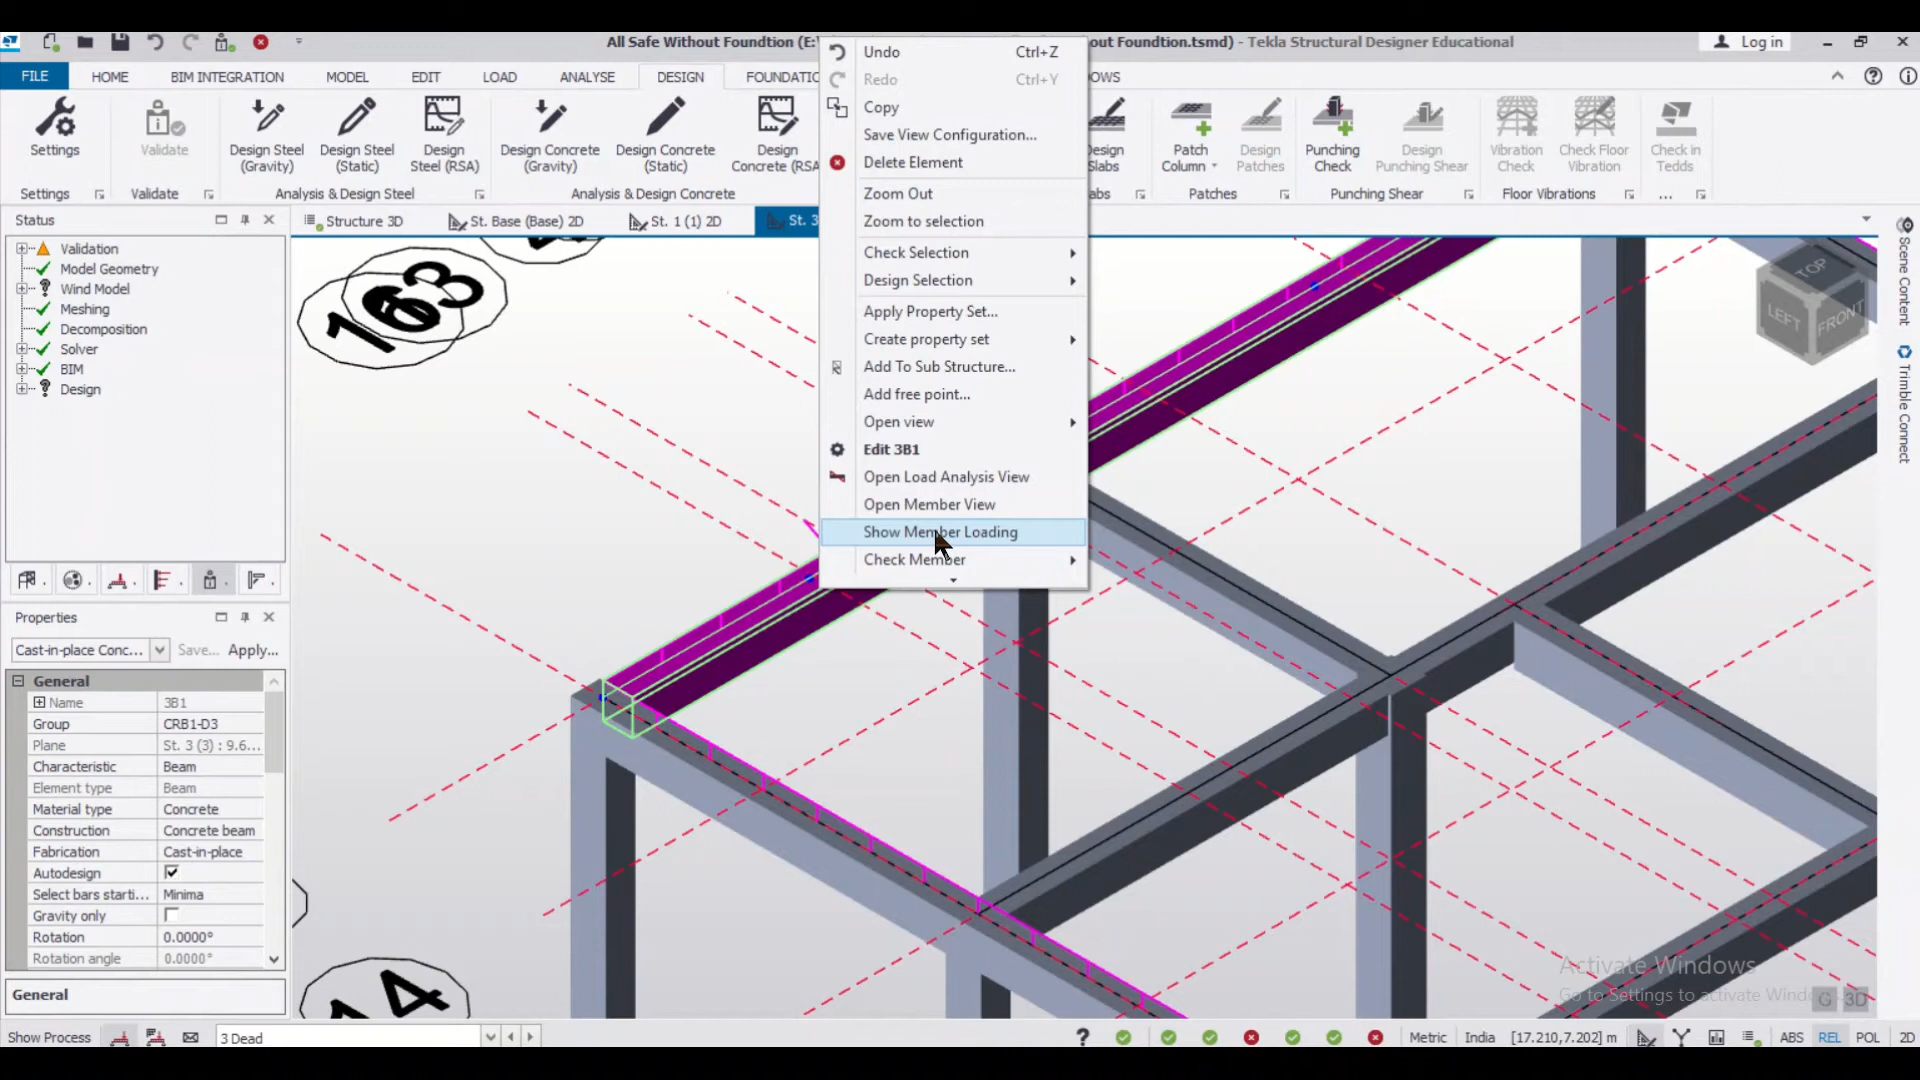 All Safe Without Foundtion (E:\
out Foundtion.tsmd) - Tekla Structural Designer Educational
Log in
FILE
HOME
BIM INTEGRATION
MODEL
EDIT
LOAD
ANALYSE
DESIGN
FOUNDATIC
OWS
Settings
Validate
Design Steel (Gravity)
Design Steel (Static)
Design Steel (RSA)
Design Concrete (Gravity)
Design Concrete (Static)
Design Concrete (RSA
esign Slabs
Patch Column
Design Patches
Punching Check
Design Punching Shear
Vibration Check
Check Floor Vibration
Check in Tedds
Settings
Validate
Analysis & Design Steel
Analysis & Design Concrete
abs
Patches
Punching Shear
Floor Vibrations
...
Undo Ctrl+Z
Redo Ctrl+Y
Copy
Save View Configuration...
Delete Element
Zoom Out
Zoom to selection
Check Selection
Design Selection
Apply Property Set...
Create property set
Add To Sub Structure...
Add free point...
Open view
Edit 3B1
Open Load Analysis View
Open Member View
Show Member Loading
Check Member
Status
Validation
Model Geometry
Wind Model
Meshing
Decomposition
Solver
BIM
Design
Structure 3D
St. Base (Base) 2D
St. 1 (1) 2D
St. 3
TOP
LEFT
FRONT
Scene Content
Trimble Connect
14
Properties
Cast-in-place Conc...
Save...
Apply...
General
Name 3B1
Group CRB1-D3
Plane St. 3 (3) : 9.6...
Characteristic Beam
Element type Beam
Material type Concrete
Construction Concrete beam
Fabrication Cast-in-place
Autodesign
Select bars starti... Minima
Gravity only
Rotation 0.0000°
Rotation angle 0.0000°
General
Activate Windows
Go to Settings to activate Wind
G 3D
Show Process
3 Dead
Metric
India
[17.210,7.202] m
ABS
REL
POL
2D